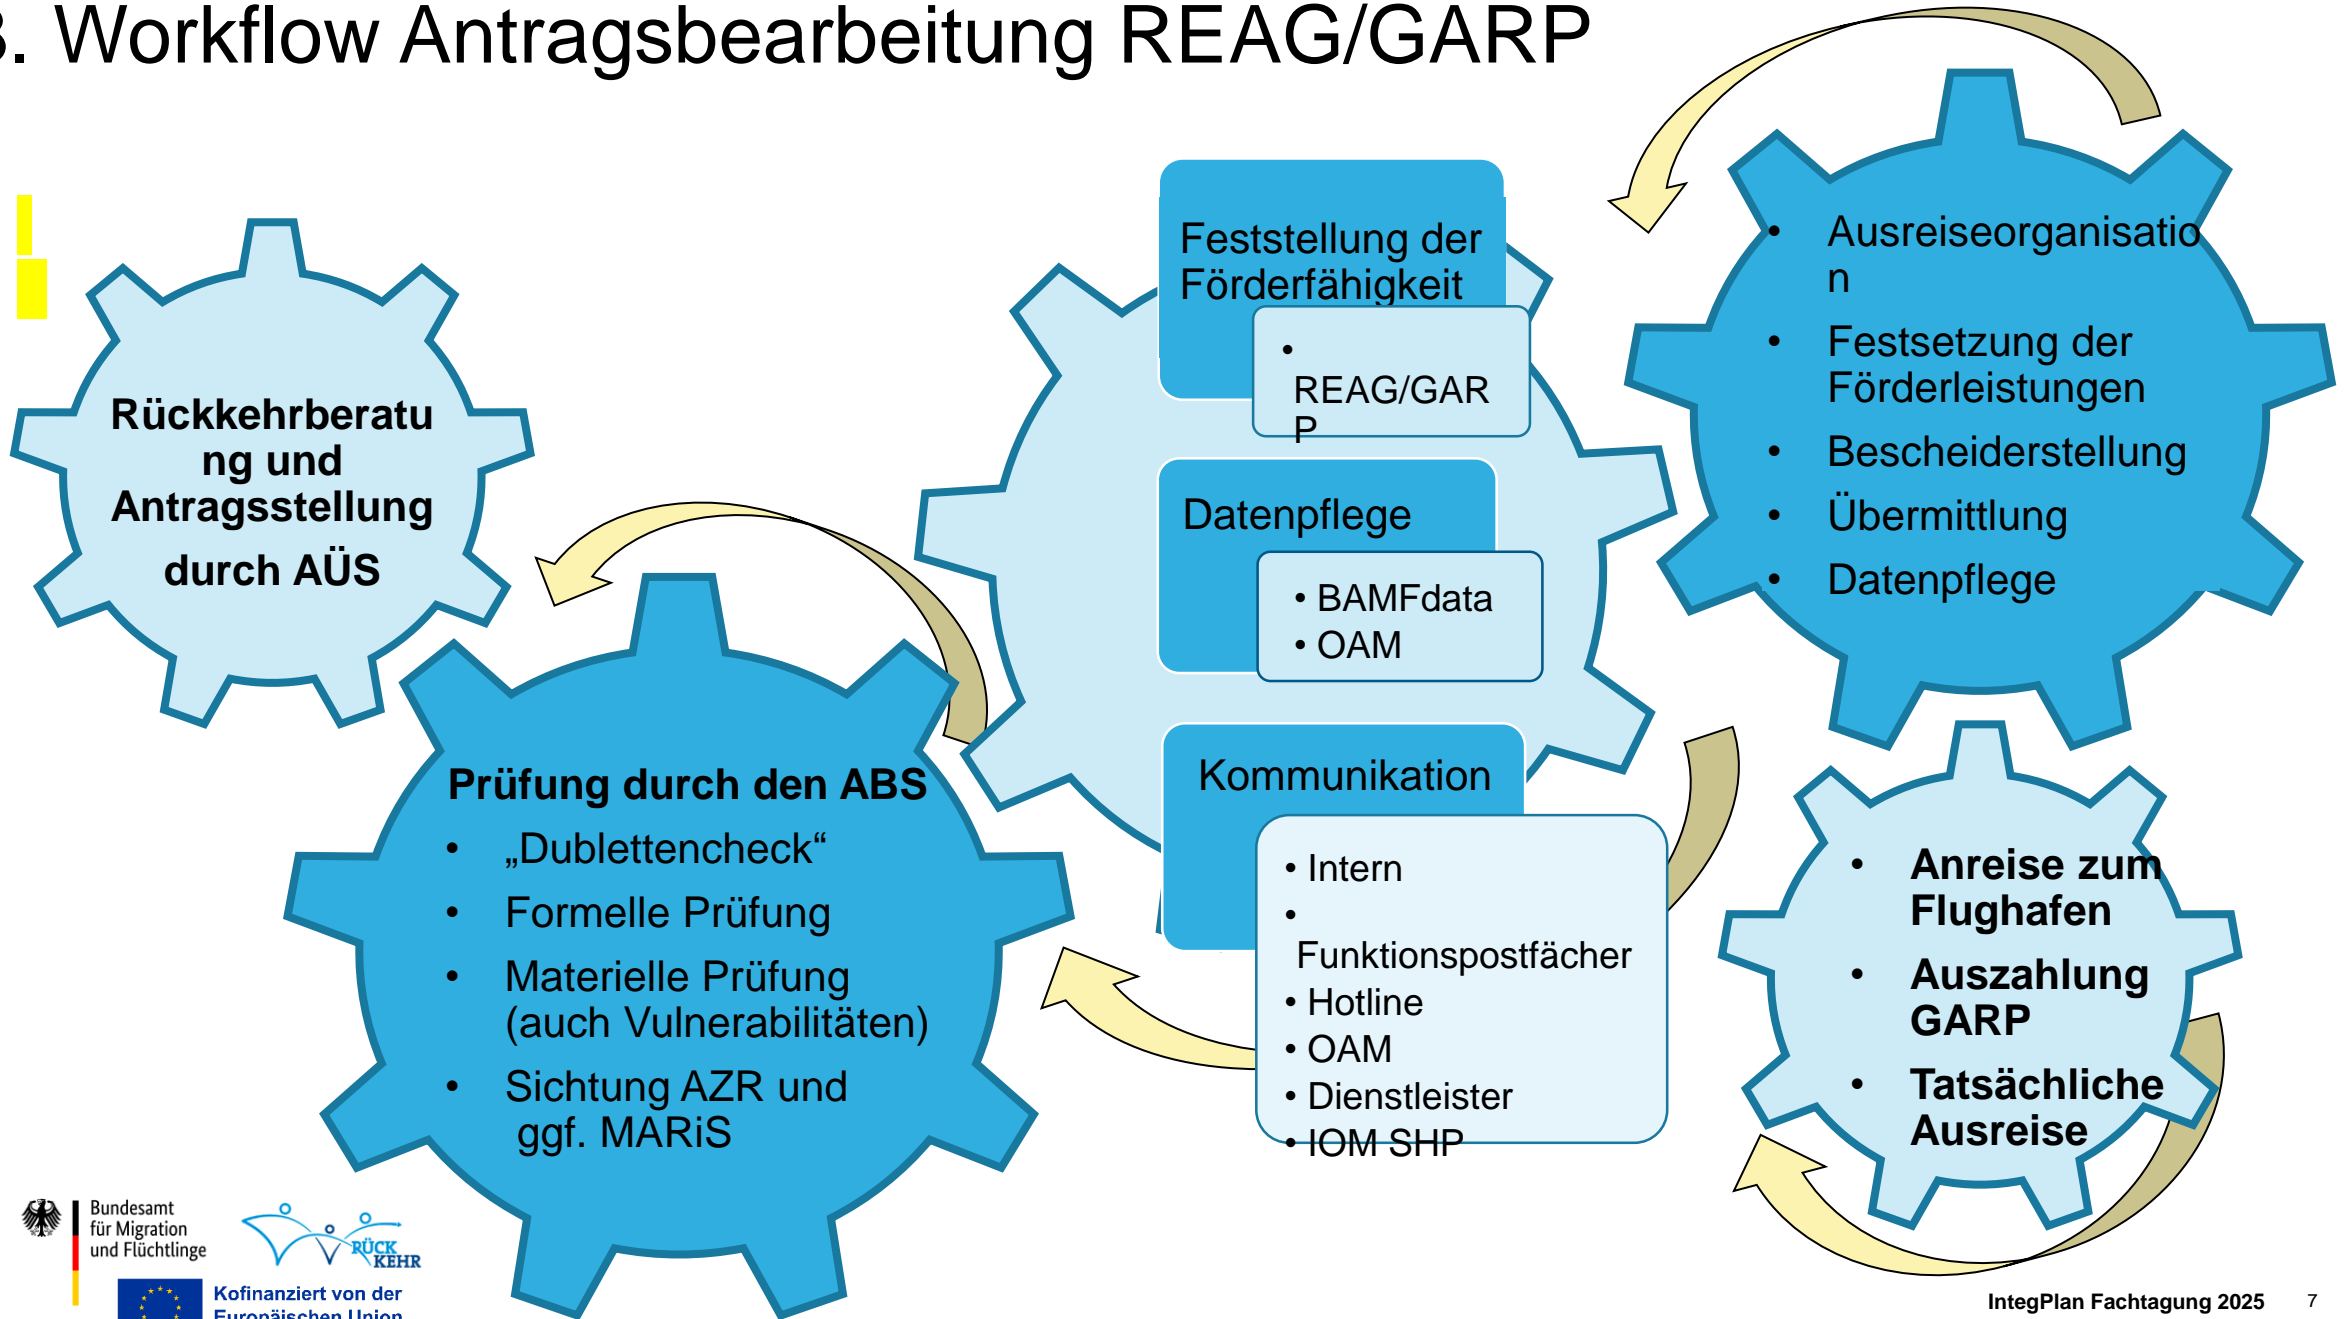 3. Workflow Antragsbearbeitung REAG/GARP
Rückkehrberatu
ng und
Antragsstellung
durch AÜS
Prüfung durch den ABS
• „Dublettencheck“
• Formelle Prüfung
• Materielle Prüfung
(auch Vulnerabilitäten)
• Sichtung AZR und
ggf. MARiS
Feststellung der
Förderfähigkeit
•
REAG/GAR
P
Datenpflege
• BAMFdata
• OAM
Kommunikation
• Intern
•
Funktionspostfächer
• Hotline
• OAM
• Dienstleister
• IOM SHP
• Ausreiseorganisatio
n
• Festsetzung der
Förderleistungen
• Bescheiderstellung
• Übermittlung
• Datenpflege
• Anreise zum
Flughafen
• Auszahlung
GARP
• Tatsächliche
Ausreise
Bundesamt
für Migration
und Flüchtlinge
RÜCK
KEHR
Kofinanziert von der
Europäischen Union
IntegPlan Fachtagung 2025 7